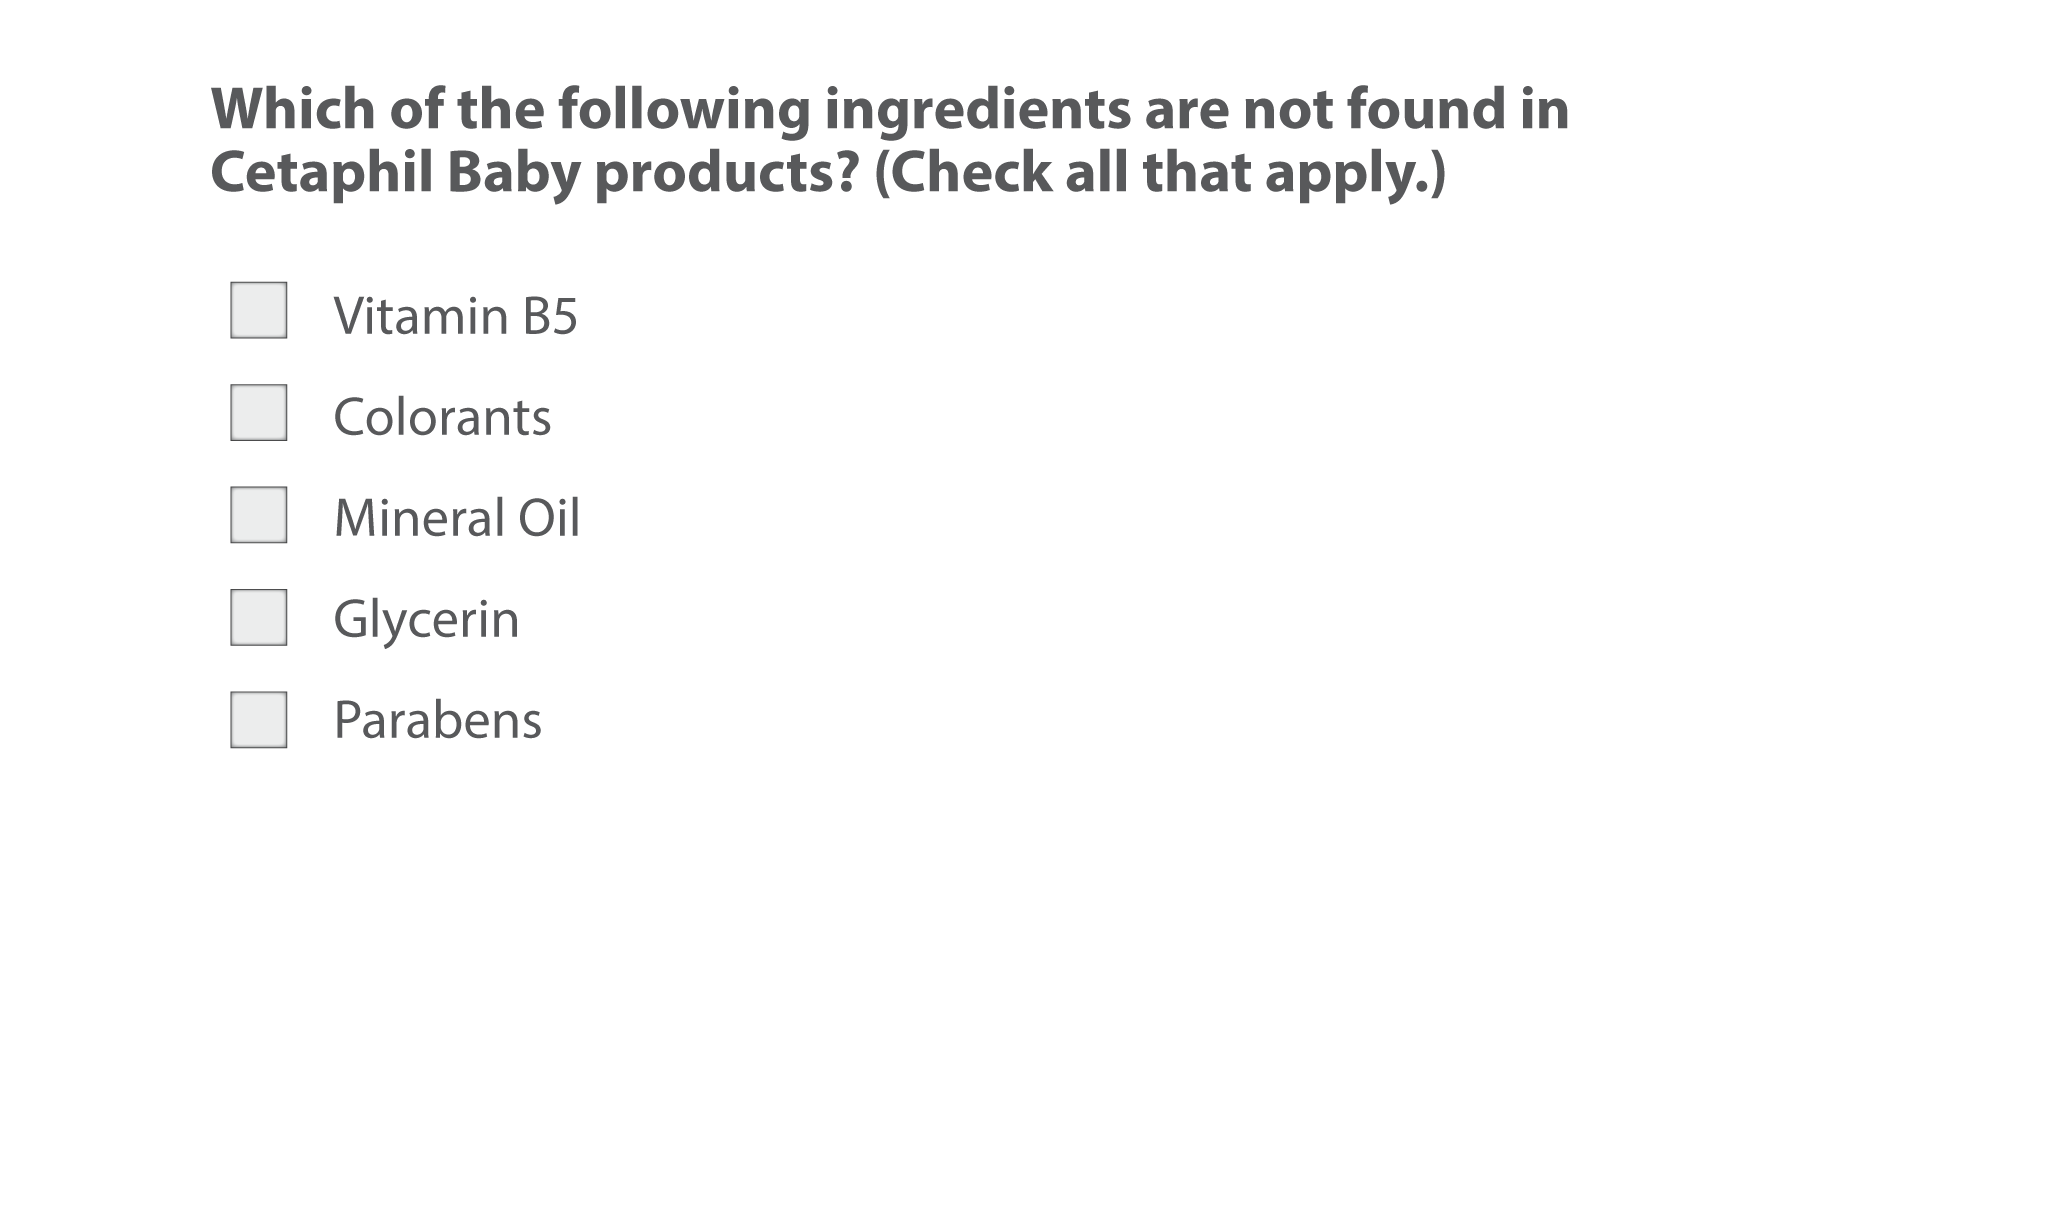 Which of the following ingredients are not found in
Cetaphil Baby products? (Check all that apply.)
Vitamin B5
Colorants
Mineral Oil
Glycerin
Parabens